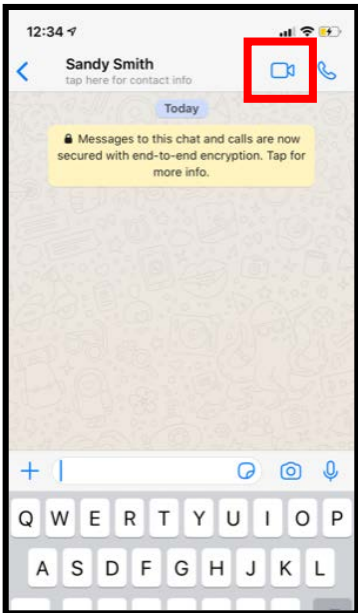 12:34
Sandy Smith
tap here for contact info
Today
Messages to this chat and calls are now
secured with end-to-end encryption. Tap for
more info.
Q W E R T Y U I O P
A S D F G H J K L